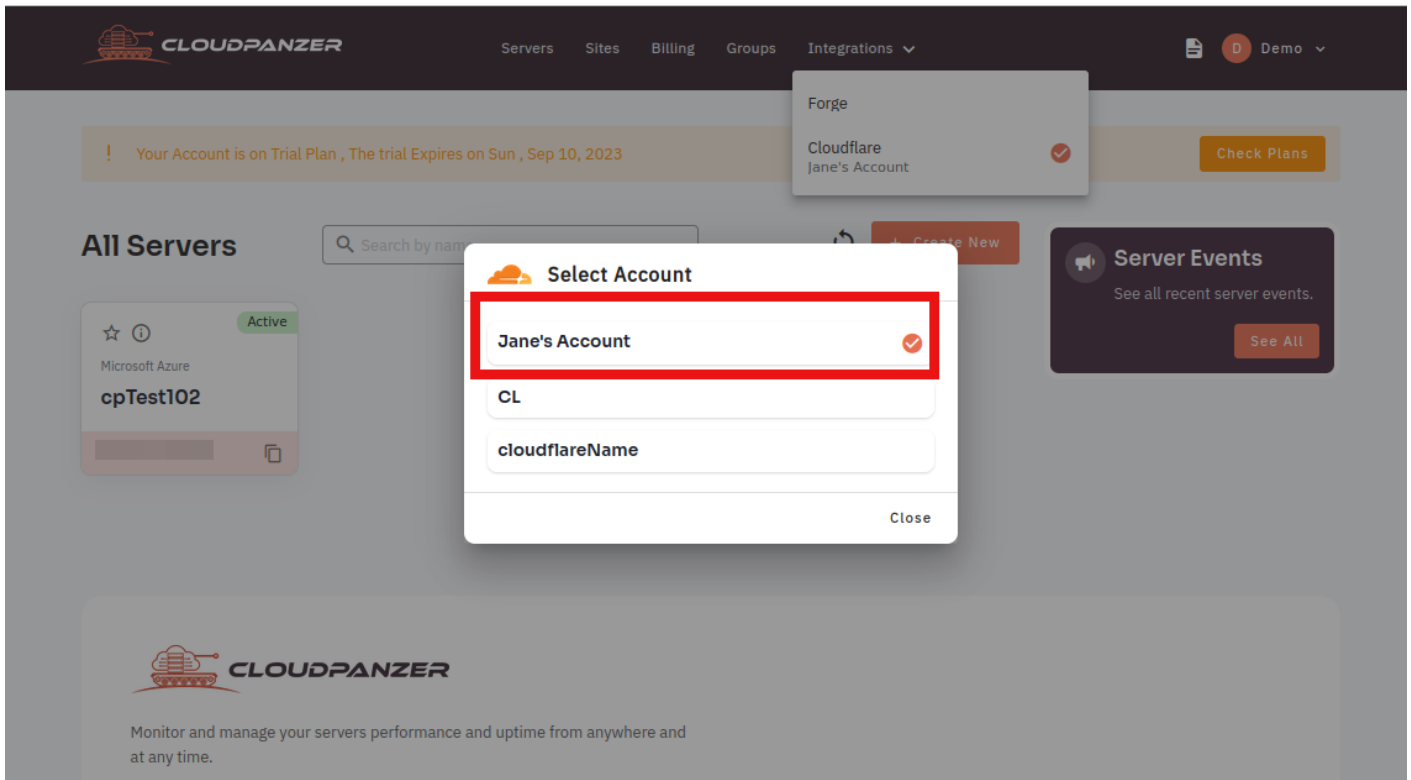 CLOUDPANZER
Servers Sites Billing Groups Integrations
D Demo
Forge
Cloudflare
Jane's Account
! Your Account is on Trial Plan , The trial Expires on Sun , Sep 10, 2023
Check Plans
All Servers
Search by nam
+ Create New
Server Events
See all recent server events.
See All
Active
Microsoft Azure
cpTest102
Select Account
Jane's Account
CL
cloudflareName
Close
CLOUDPANZER
Monitor and manage your servers performance and uptime from anywhere and
at any time.